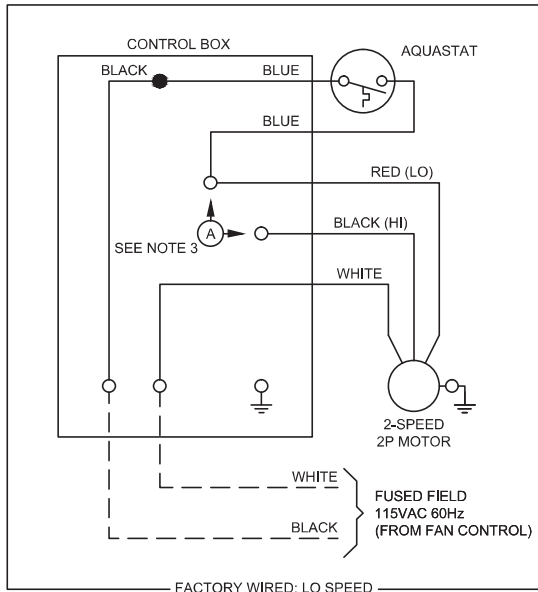 CONTROL BOX
AQUASTAT
BLACK
BLUE
BLUE
RED (LO)
BLACK (HI)
A
SEE NOTE 3
WHITE
2-SPEED
2P MOTOR
WHITE
FUSED FIELD
115VAC 60Hz
(FROM FAN CONTROL)
BLACK
FACTORY WIRED: LO SPEED